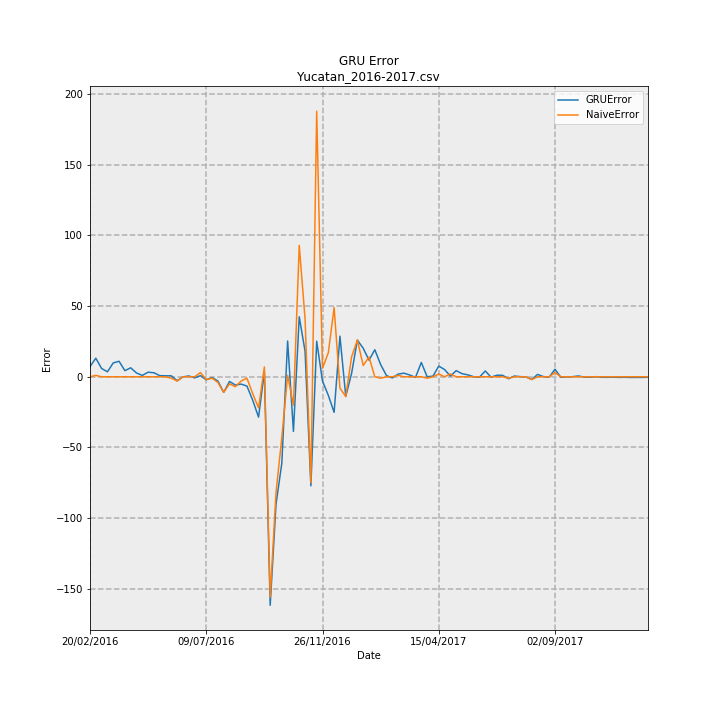 GRU Error
Yucatan_2016-2017.csv
GRUError
NaiveError
200
150
100
50
0
−50
−100
−150
Error
20/02/2016
09/07/2016
26/11/2016
15/04/2017
02/09/2017
Date